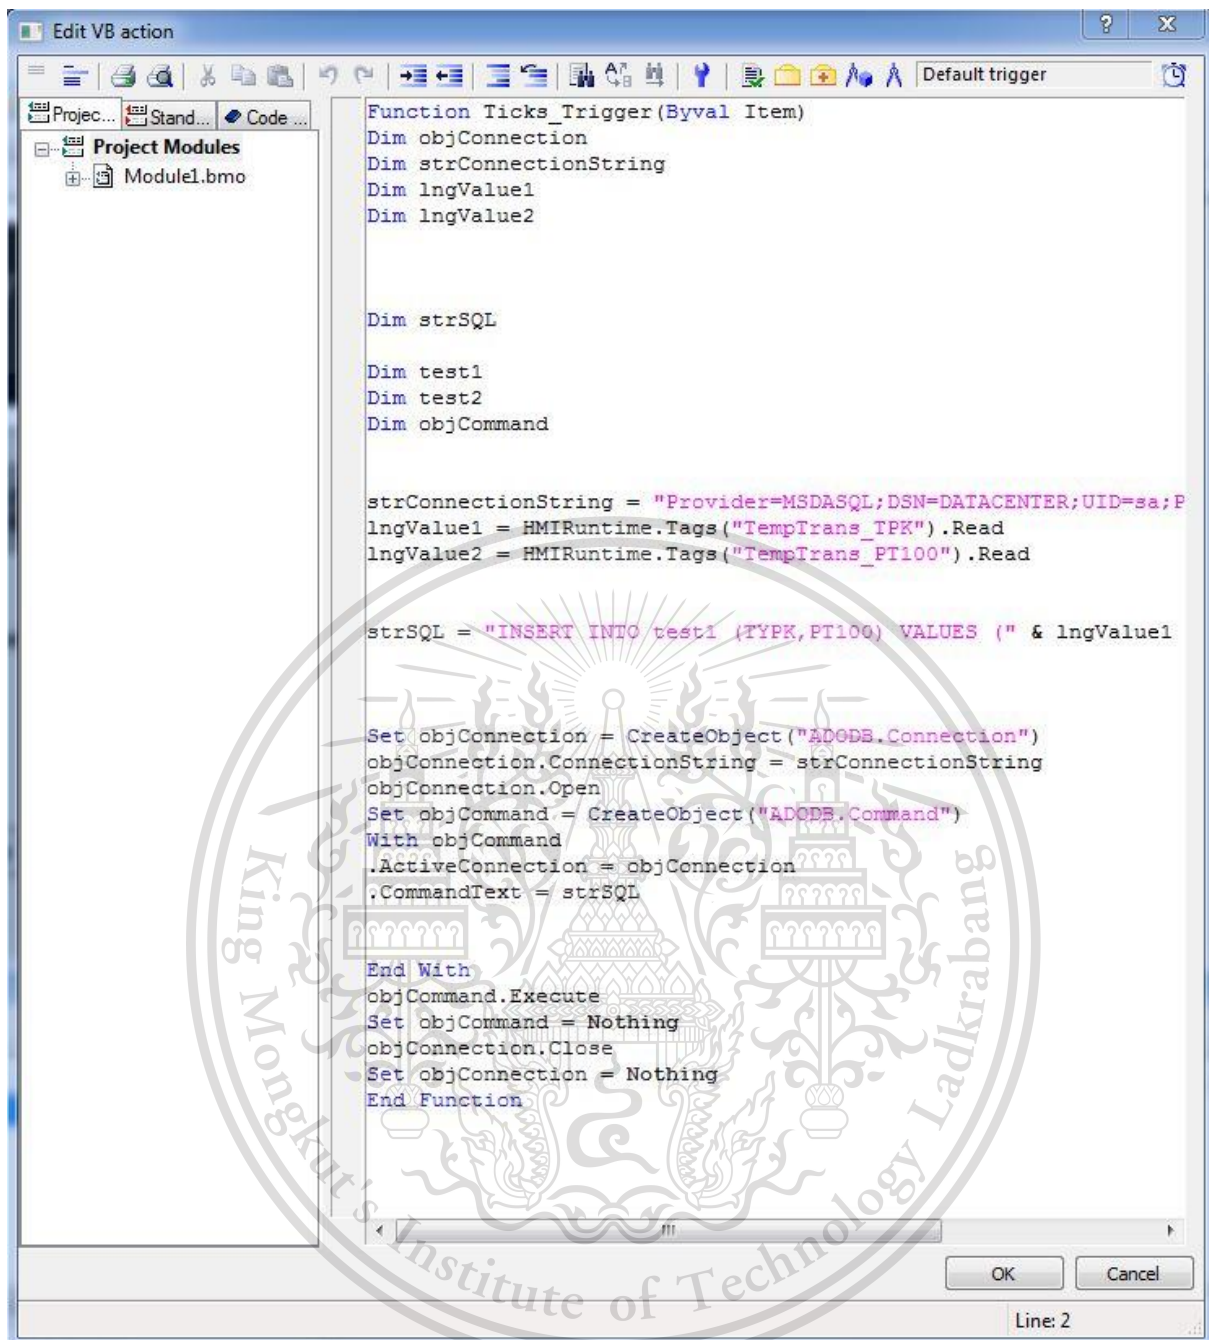 Edit VB action
Default trigger
Projec... Stand... Code ...
Project Modules
Module1.bmo
Function Ticks_Trigger(Byval Item)
Dim objConnection
Dim strConnectionString
Dim lngValue1
Dim lngValue2
Dim strSQL
Dim test1
Dim test2
Dim objCommand
strConnectionString = "Provider=MSDASQL;DSN=DATACENTER;UID=sa;P
lngValue1 = HMIRuntime.Tags("TempTrans_TPK").Read
lngValue2 = HMIRuntime.Tags("TempTrans_PT100").Read
strSQL = "INSERT INTO test1 (TYPK,PT100) VALUES (" & lngValue1
Set objConnection = CreateObject("ADODB.Connection")
objConnection.ConnectionString = strConnectionString
objConnection.Open
Set objCommand = CreateObject("ADODB.Command")
With objCommand
.ActiveConnection = objConnection
.CommandText = strSQL
End With
objCommand.Execute
Set objCommand = Nothing
objConnection.Close
Set objConnection = Nothing
End Function
King Mongkut's Institute of Technology Ladkrabang
OK Cancel
Line: 2